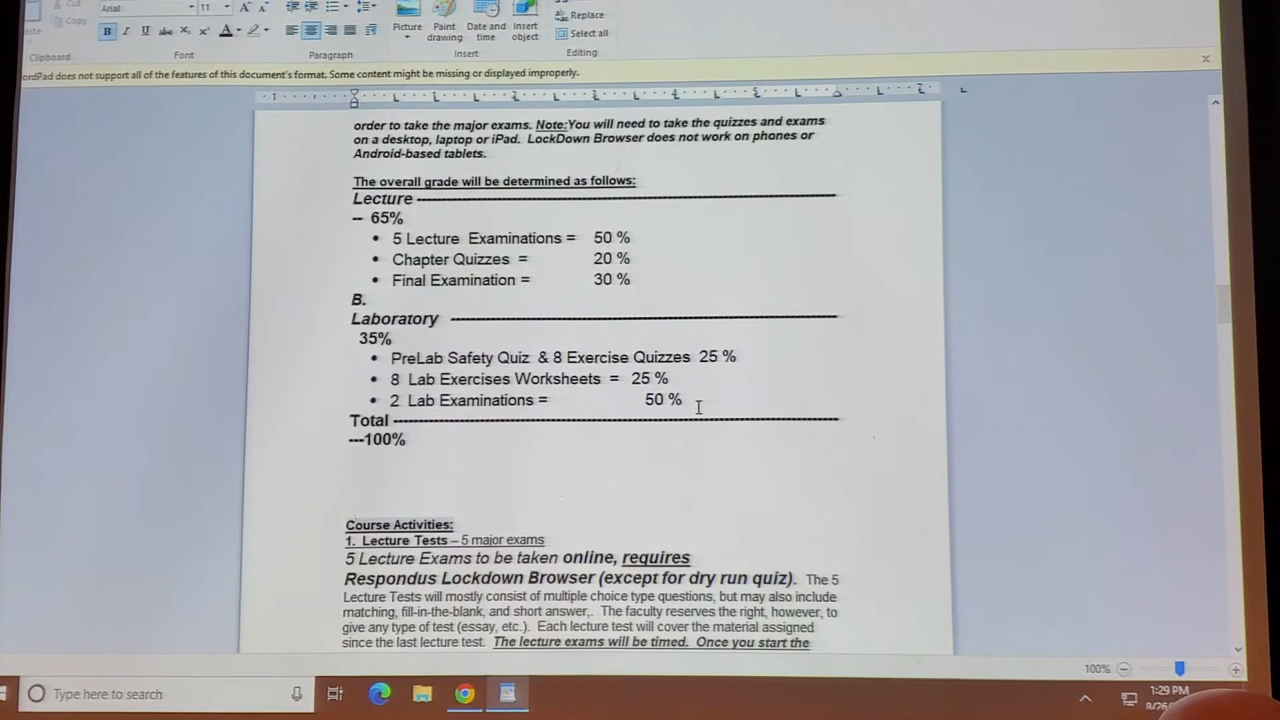 Cut
Copy
Arial 11
Picture
Paint drawing
Date and time
Insert object
Replace
Select all
Clipboard
Font
Paragraph
Insert
Editing
ordPad does not support all of the features of this document's format. Some content might be missing or displayed improperly.
order to take the major exams. Note:You will need to take the quizzes and exams
on a desktop, laptop or iPad. LockDown Browser does not work on phones or
Android-based tablets.
The overall grade will be determined as follows:
Lecture ---------------------------------------------------------------
-- 65%
• 5 Lecture Examinations = 50 %
• Chapter Quizzes = 20 %
• Final Examination = 30 %
B.
Laboratory ---------------------------------------------------------------
35%
• PreLab Safety Quiz & 8 Exercise Quizzes 25 %
• 8 Lab Exercises Worksheets = 25 %
• 2 Lab Examinations = 50 %
Total ---------------------------------------------------------------
---100%
Course Activities:
1. Lecture Tests – 5 major exams
5 Lecture Exams to be taken online, requires
Respondus Lockdown Browser (except for dry run quiz). The 5
Lecture Tests will mostly consist of multiple choice type questions, but may also include
matching, fill-in-the-blank, and short answer,. The faculty reserves the right, however, to
give any type of test (essay, etc.). Each lecture test will cover the material assigned
since the last lecture test. The lecture exams will be timed. Once you start the
100%
Type here to search
1:29 PM